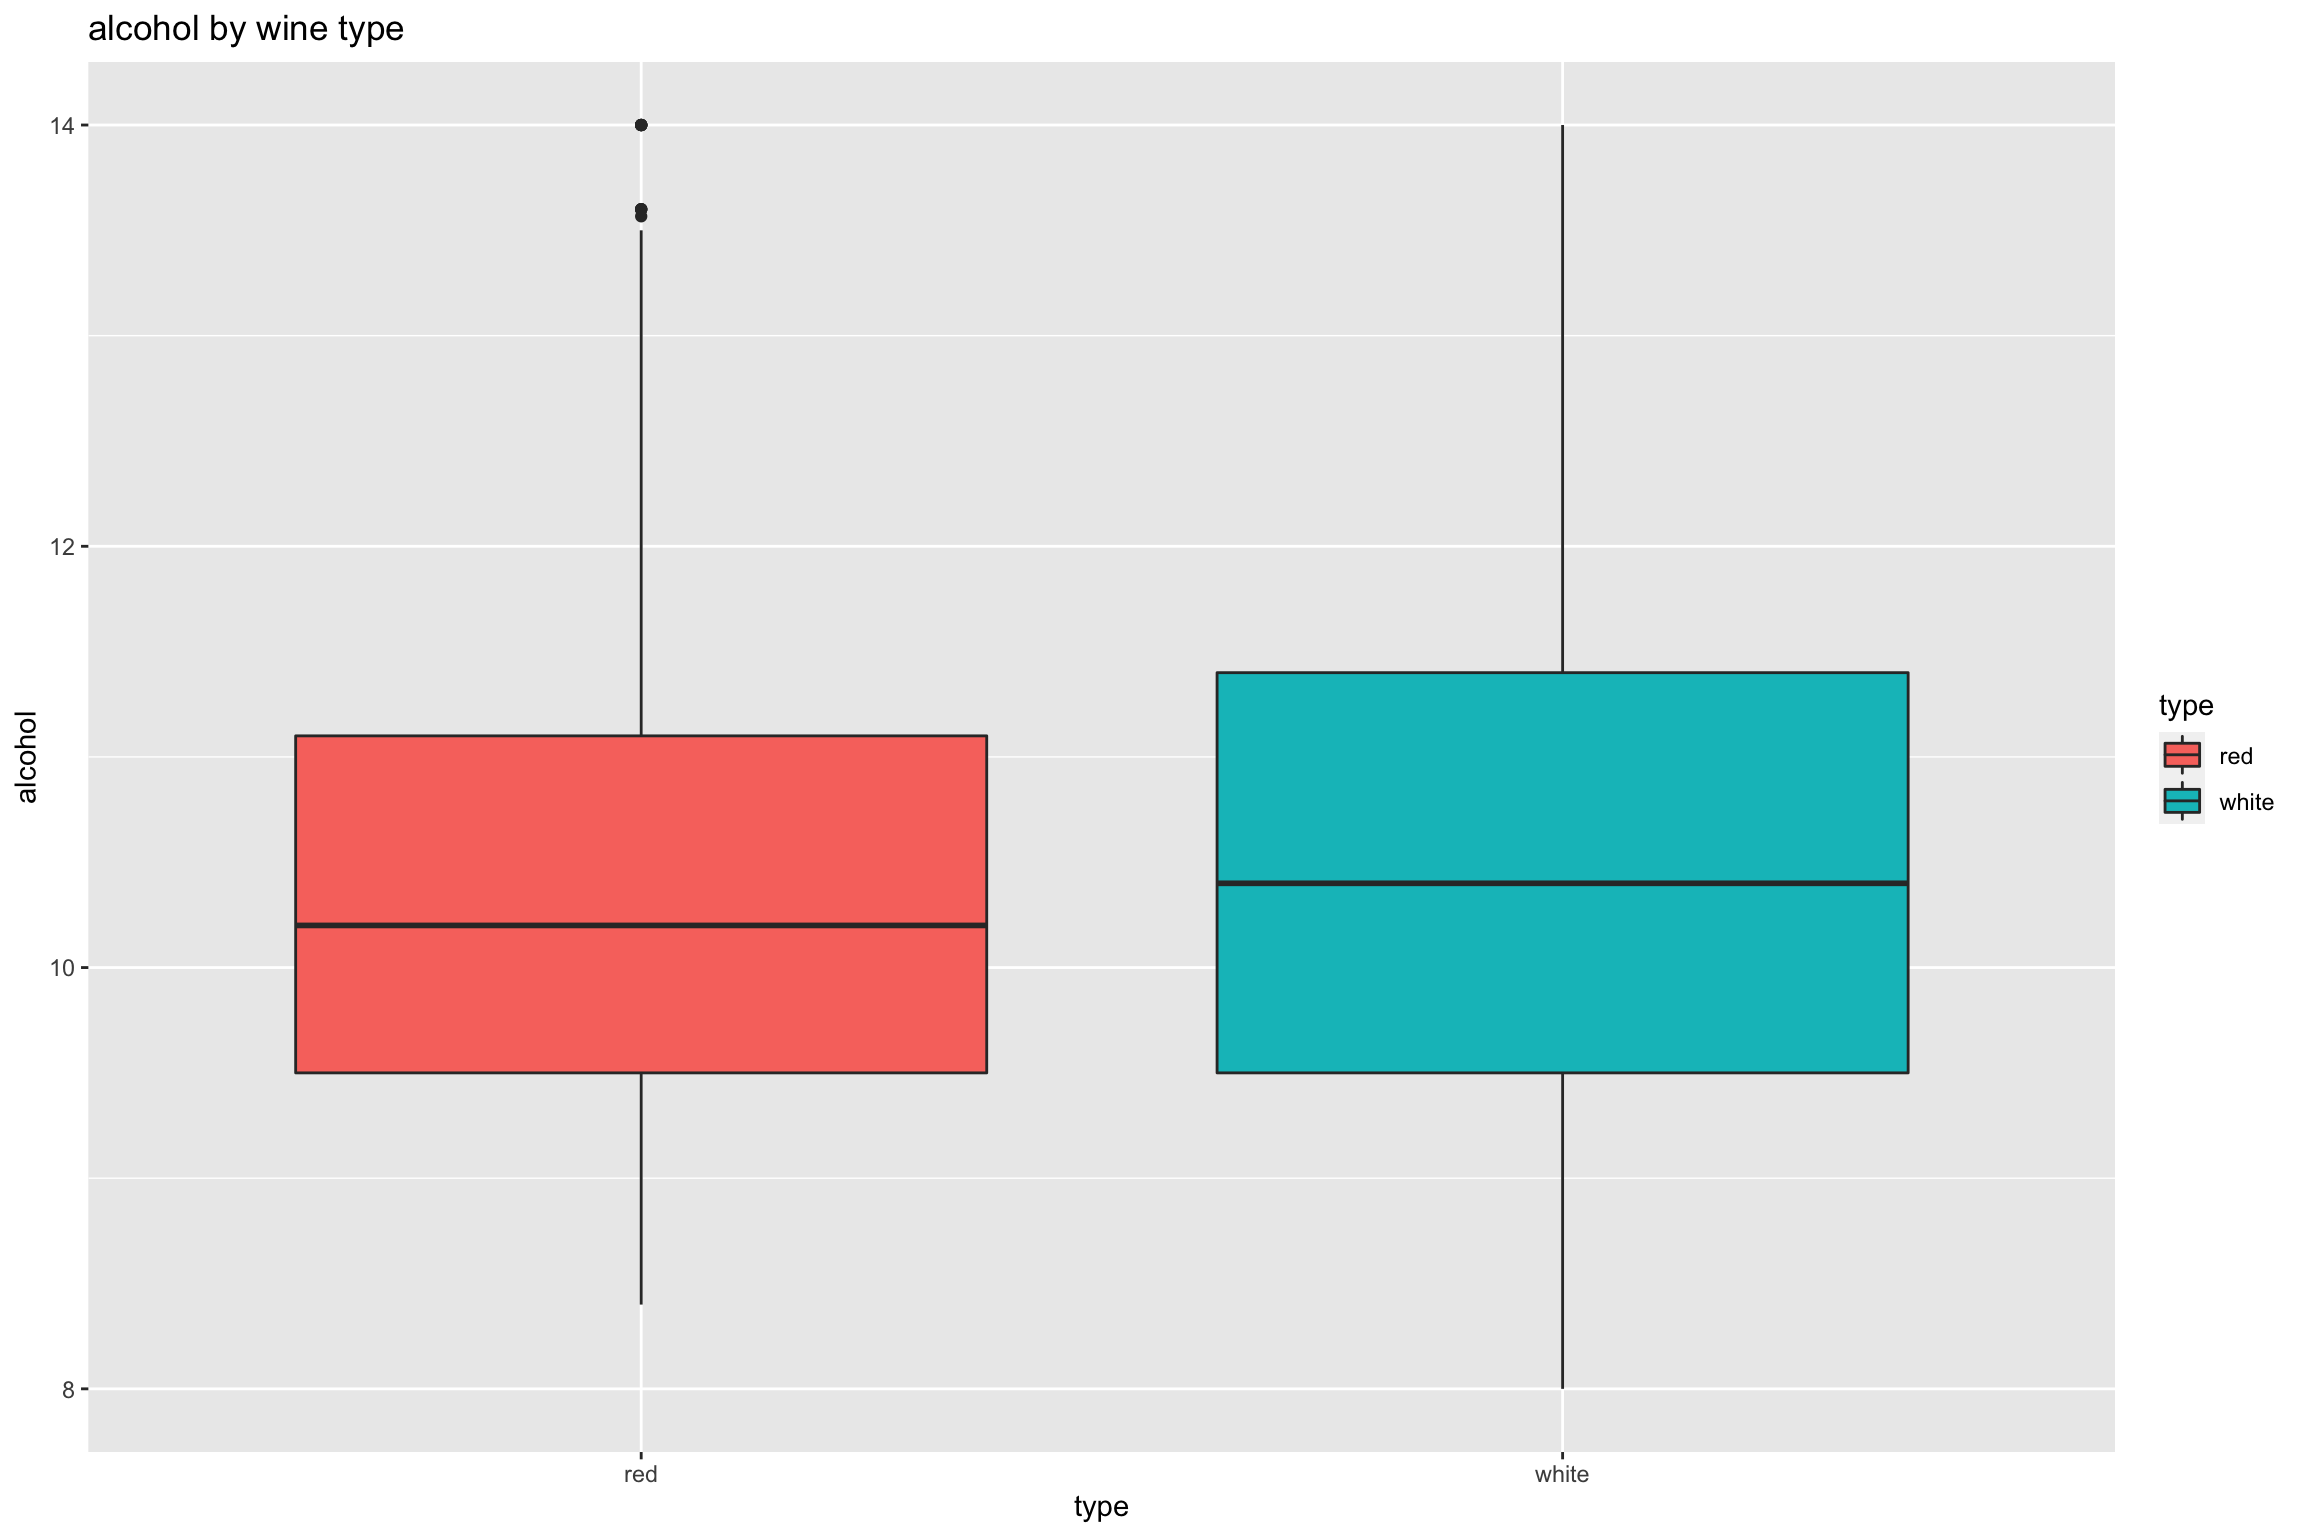 alcohol by wine type
14
12
10
8
alcohol
red
white
type
type
red
white